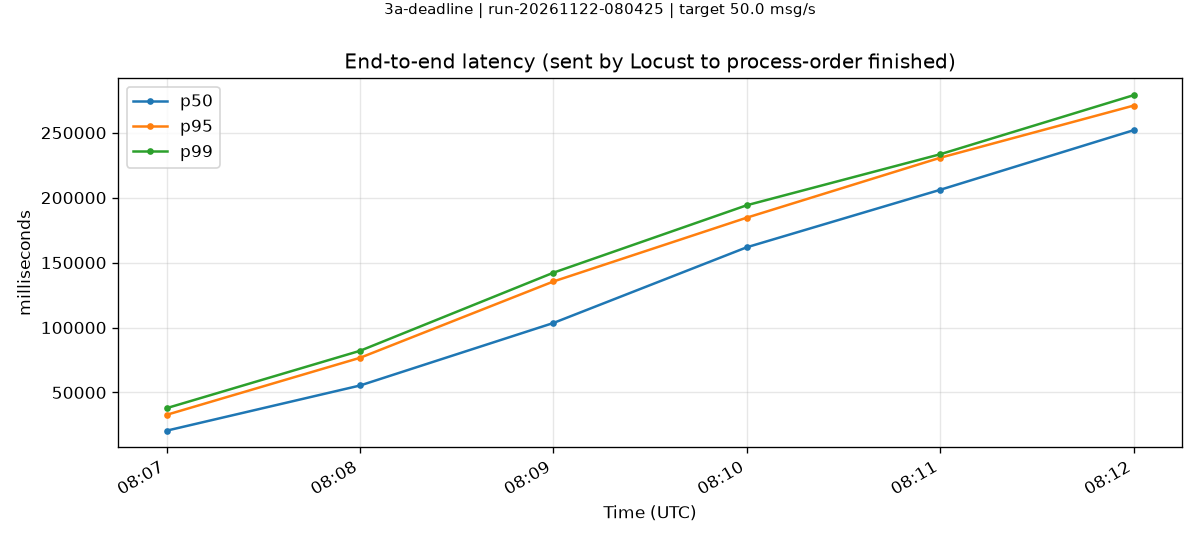 3a-deadline | run-20261122-080425 | target 50.0 msg/s
End-to-end latency (sent by Locust to process-order finished)
p50
p95
p99
milliseconds
250000
200000
150000
100000
50000
08:07
08:08
08:09
08:10
08:11
08:12
Time (UTC)